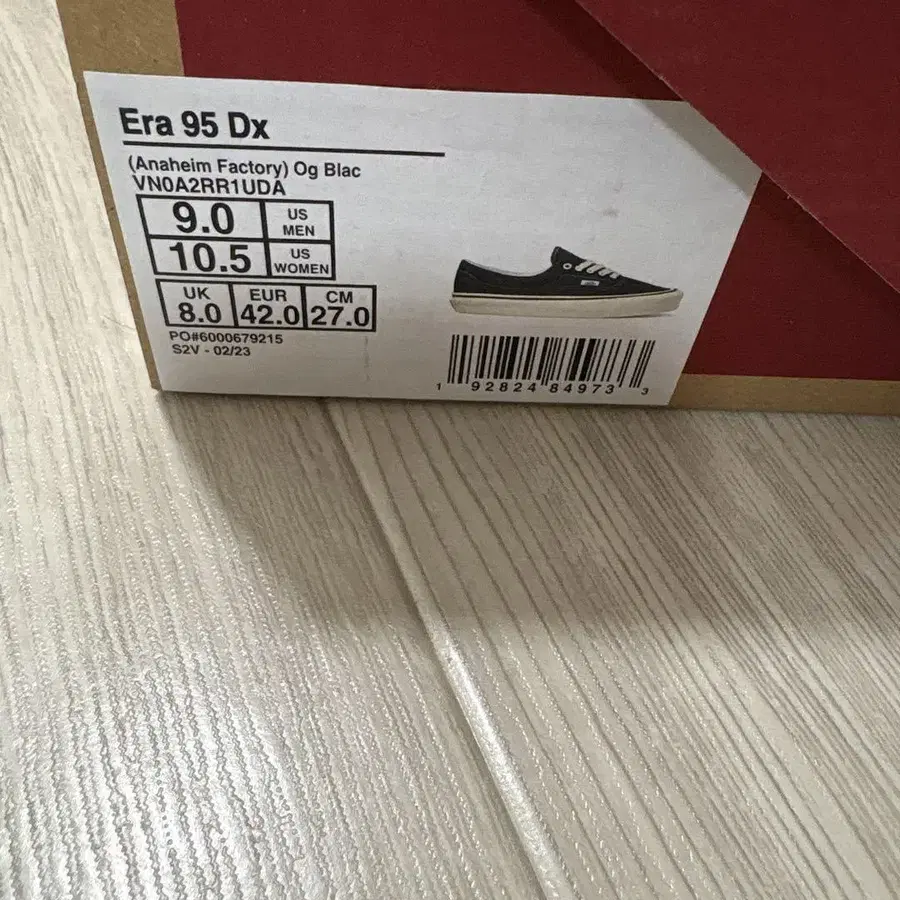 Era 95 Dx
(Anaheim Factory) Og Blac
VN0A2RR1UDA
9.0 US MEN
10.5 US WOMEN
UK EUR CM
8.0 42.0 27.0
PO#6000679215
S2V - 02/23
1 92824 84973 3